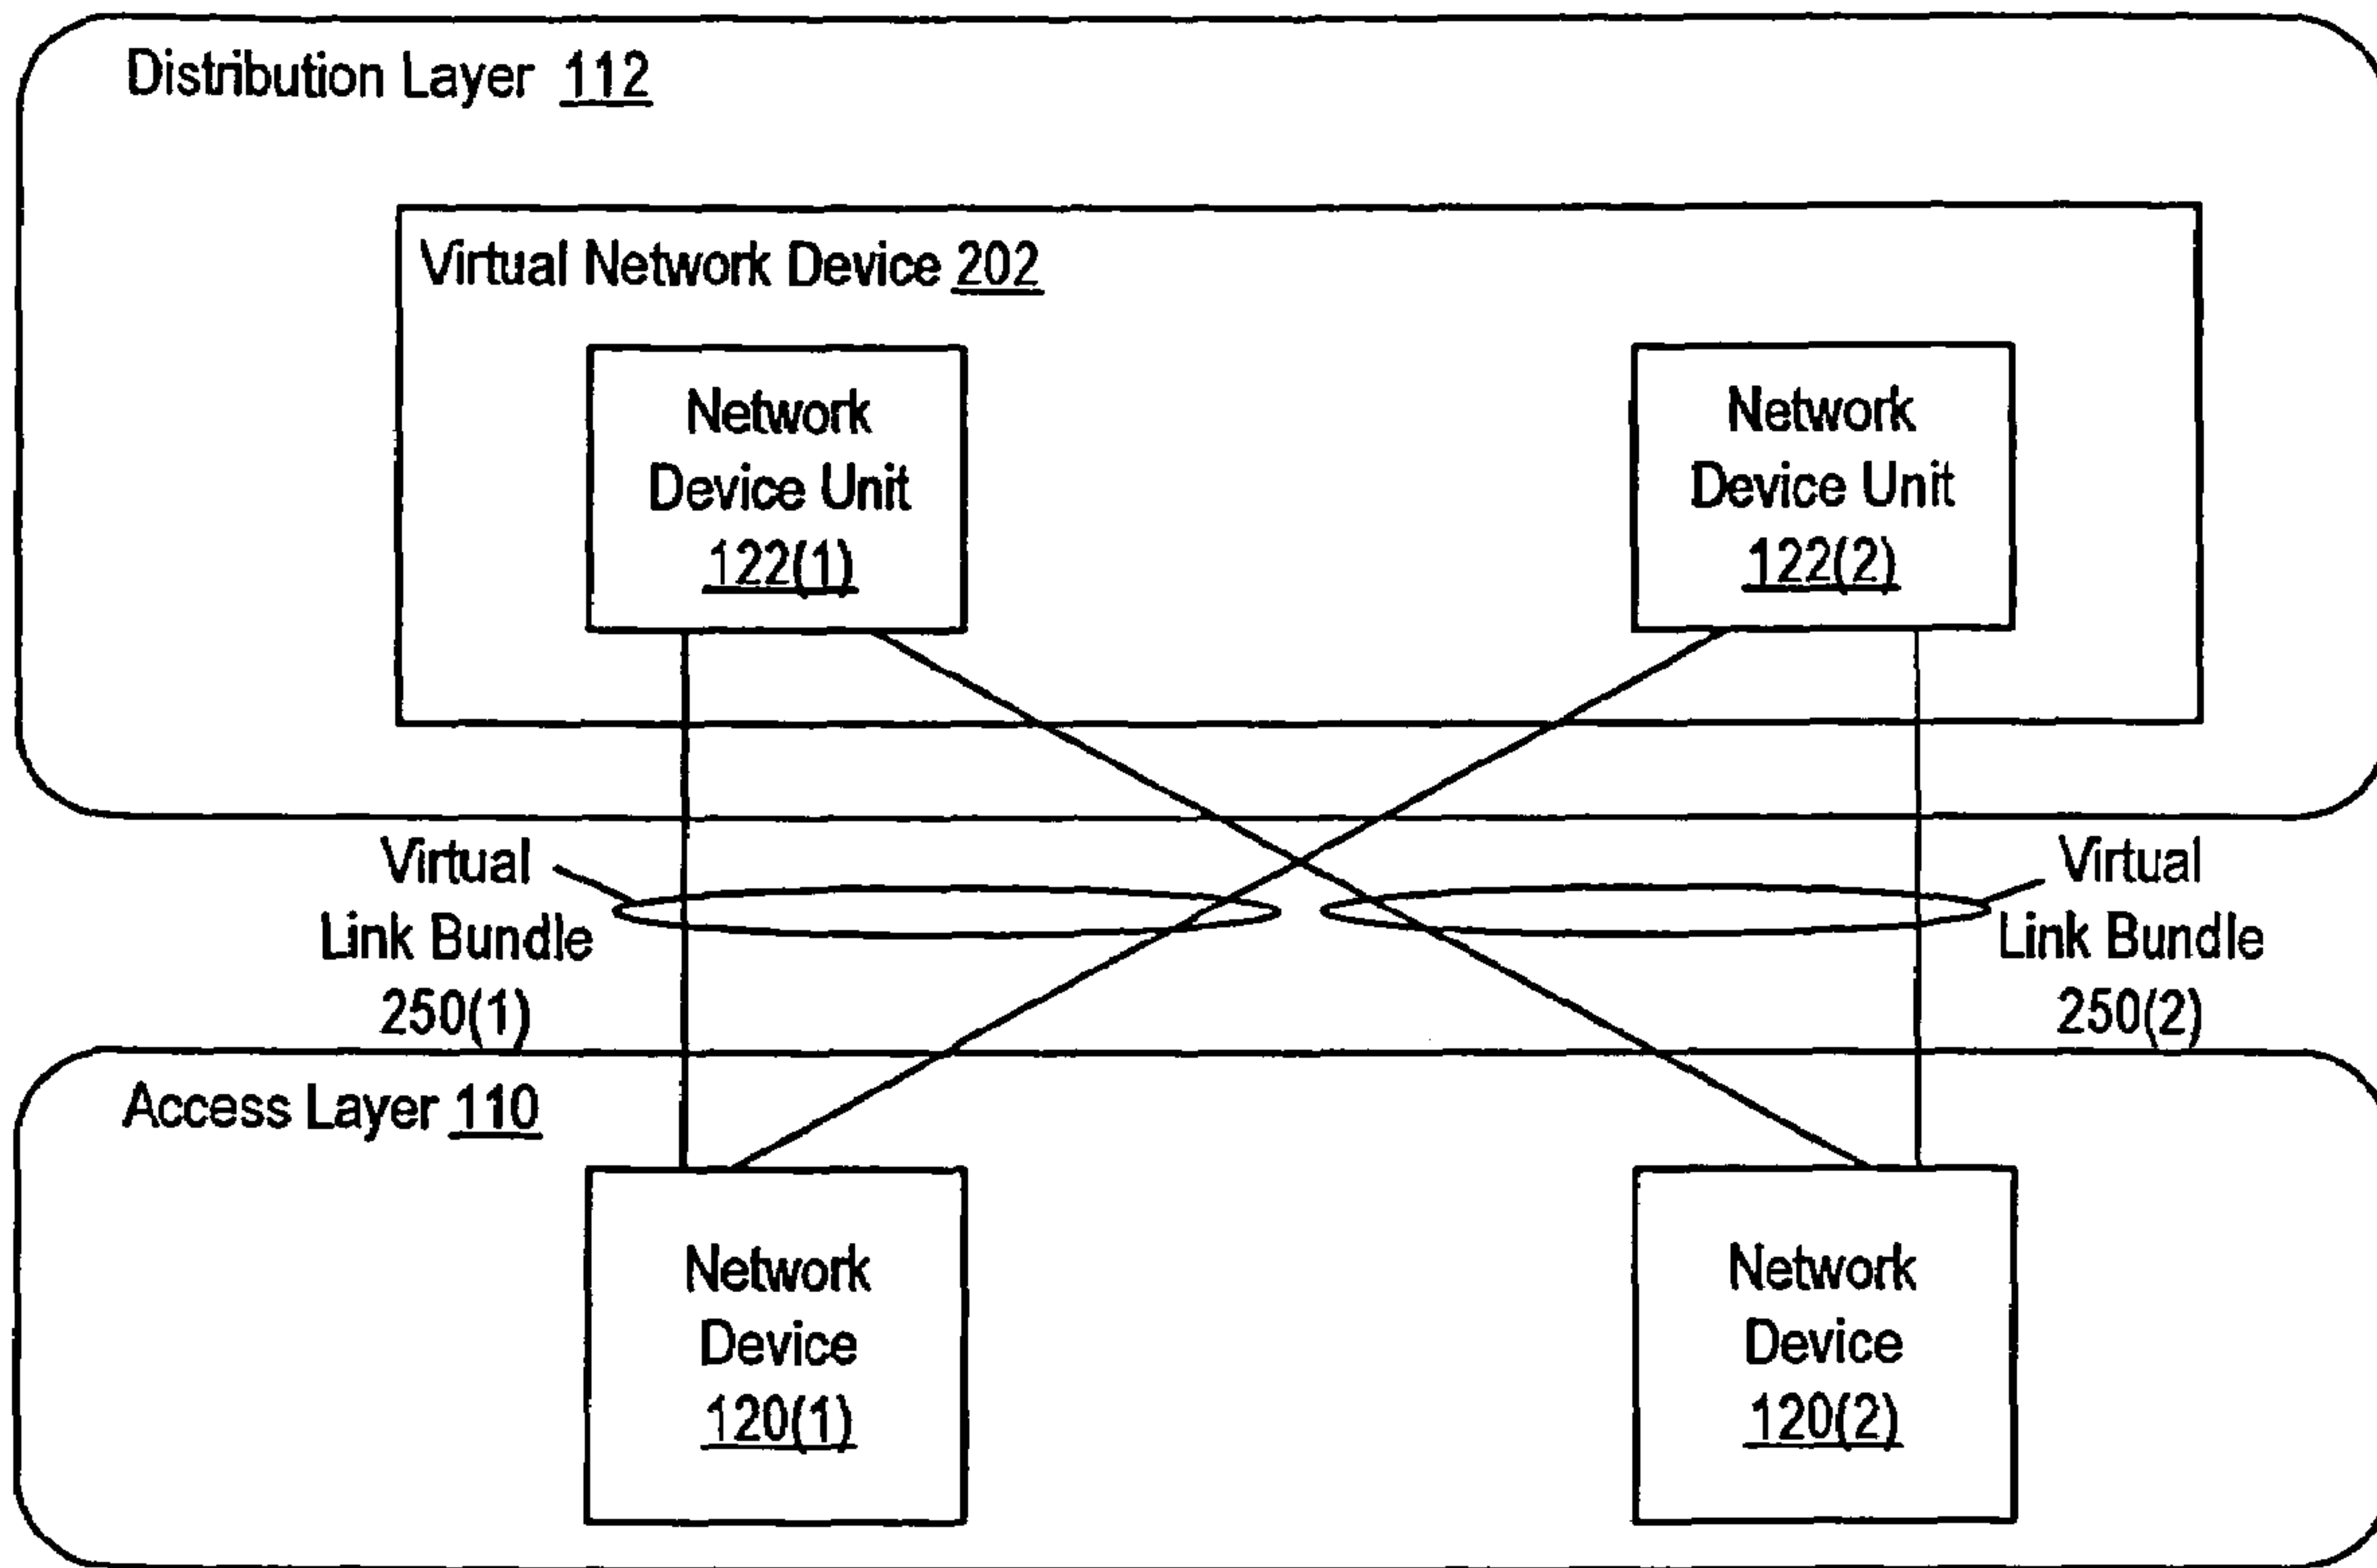 Distribution Layer 112
Virtual Network Device 202
Network
Device Unit
122(1)
Network
Device Unit
122(2)
Virtual
Link Bundle
250(1)
Virtual
Link Bundle
250(2)
Access Layer 110
Network
Device
120(1)
Network
Device
120(2)